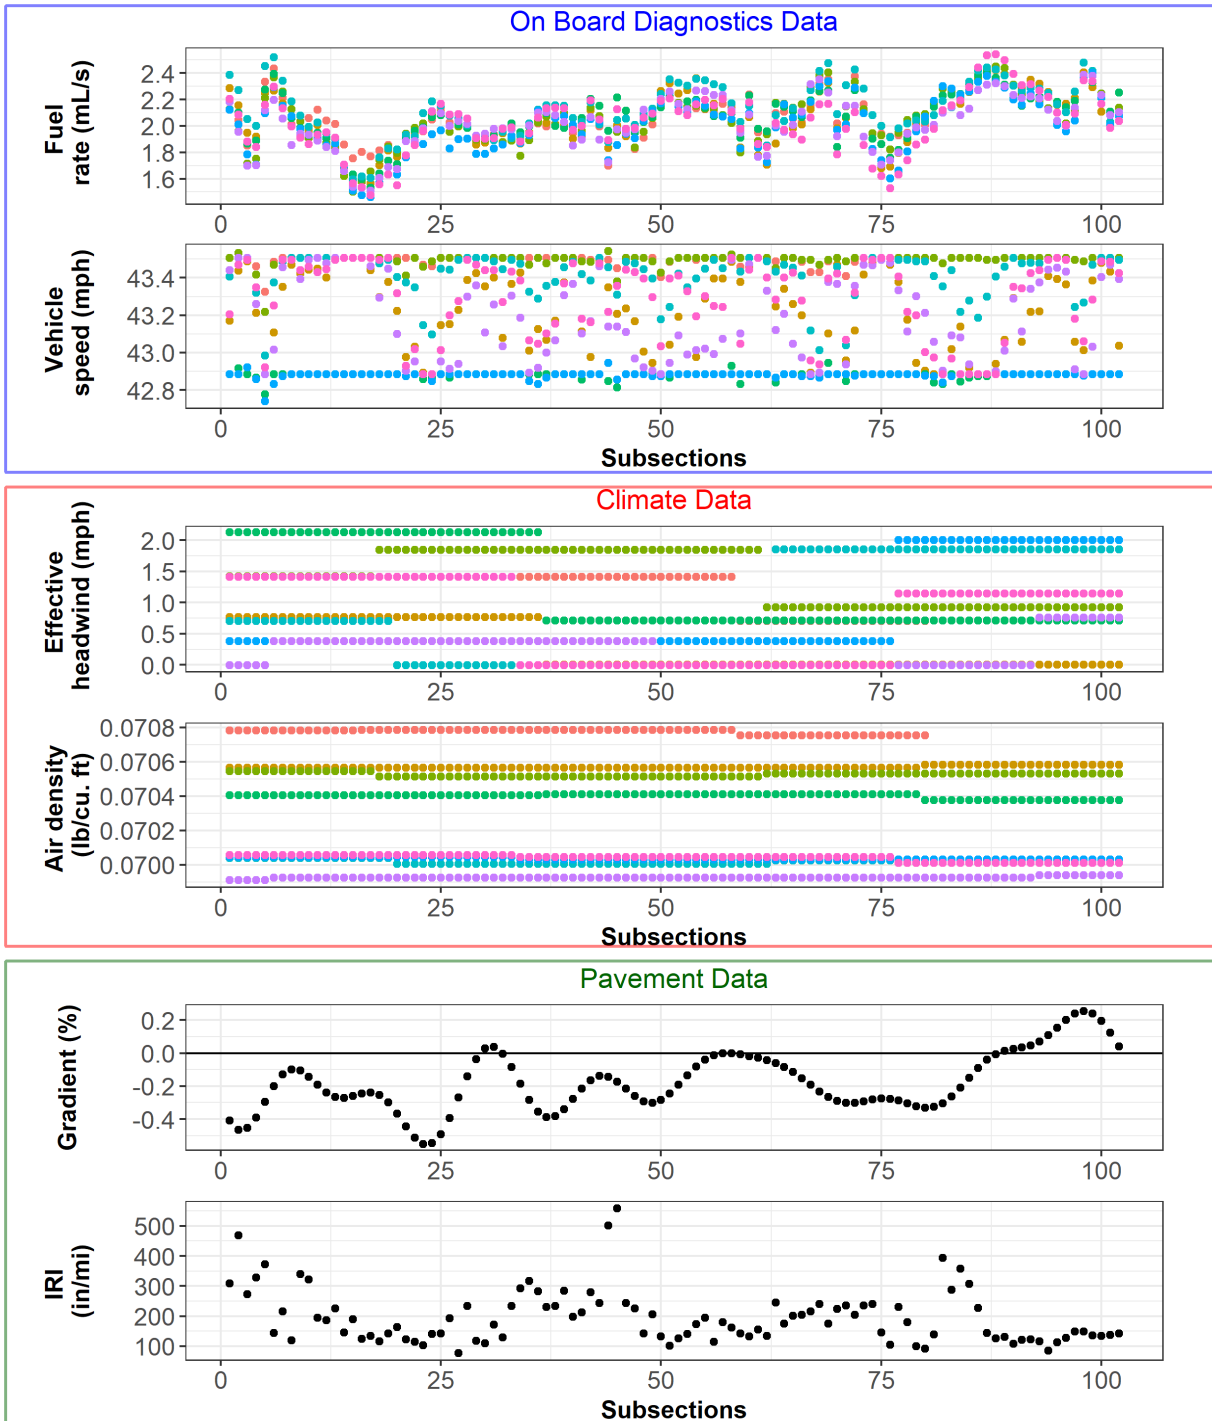 On Board Diagnostics Data
Fuel
rate (mL/s)
2.4
2.2
2.0
1.8
1.6
0 25 50 75 100
Vehicle
speed (mph)
43.4
43.2
43.0
42.8
0 25 50 75 100
Subsections
Climate Data
Effective
headwind (mph)
2.0
1.5
1.0
0.5
0.0
0 25 50 75 100
Air density
(lb/cu. ft)
0.0708
0.0706
0.0704
0.0702
0.0700
0 25 50 75 100
Subsections
Pavement Data
Gradient (%)
0.2
0.0
-0.2
-0.4
0 25 50 75 100
IRI
(in/mi)
500
400
300
200
100
0 25 50 75 100
Subsections